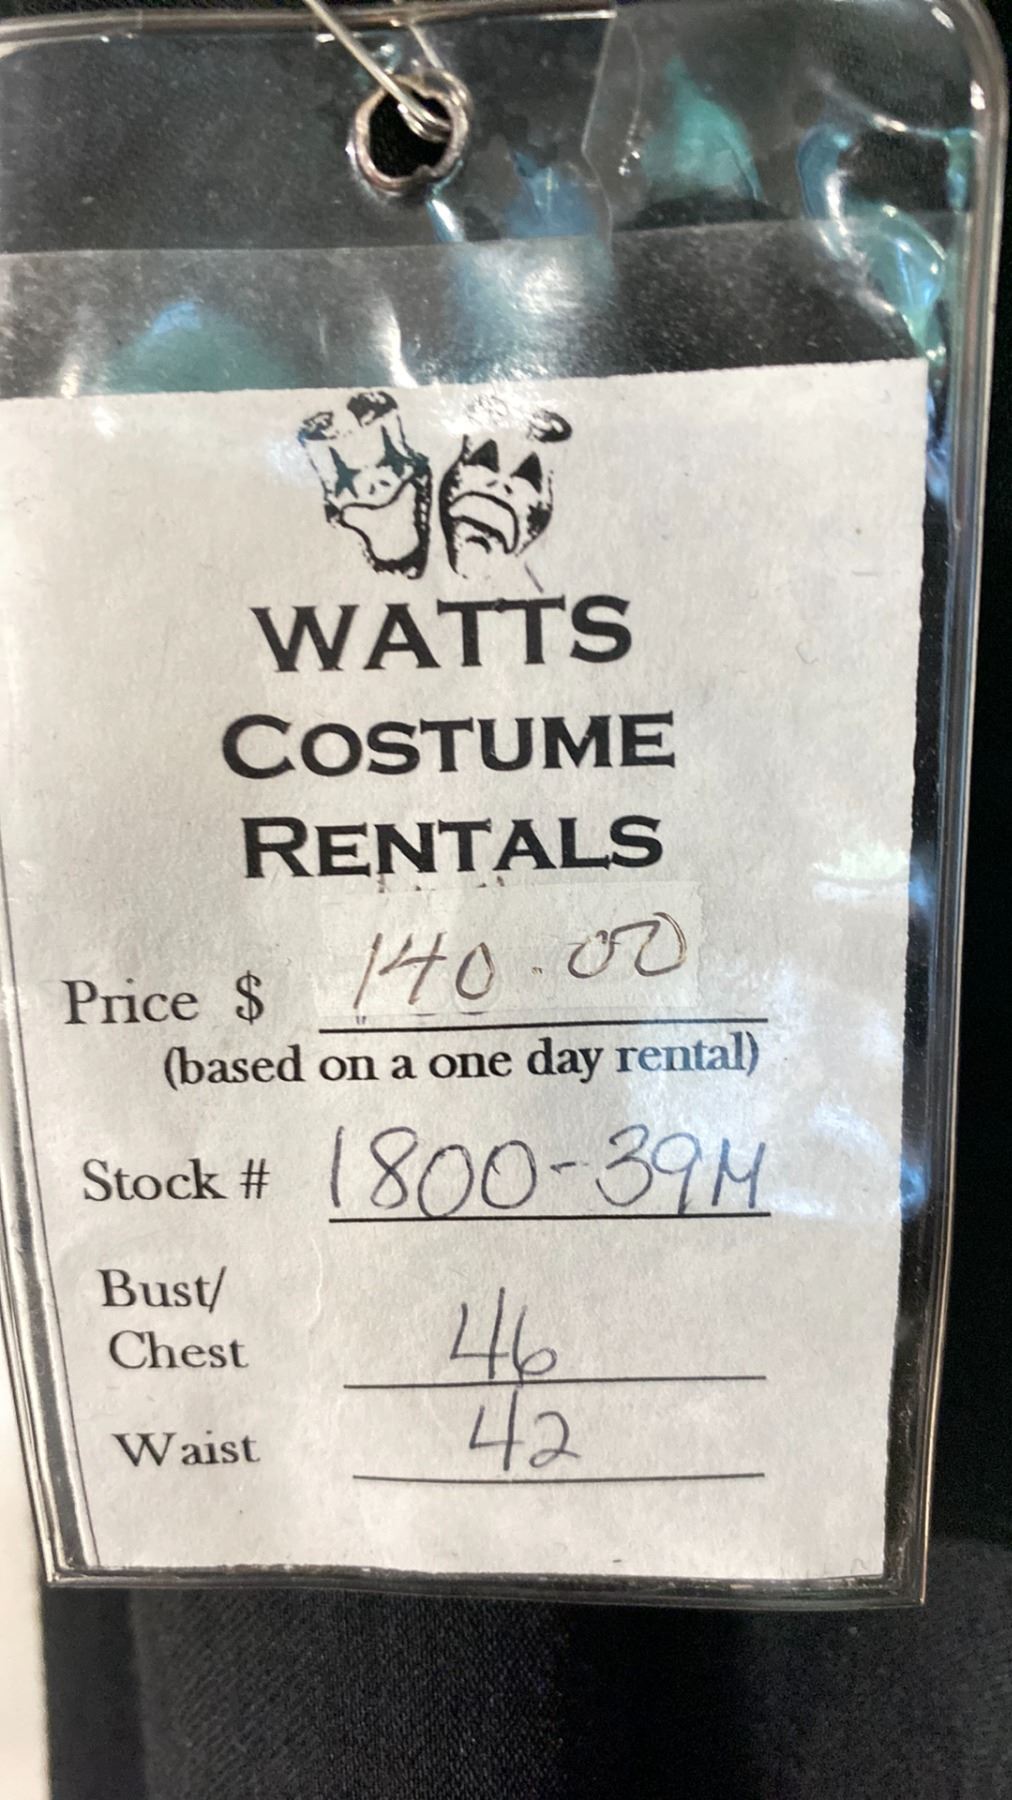 WATTS
COSTUME
RENTALS
Price $ 140.00
(based on a one day rental)
Stock # 1800-39M
Bust/
Chest 46
Waist 42